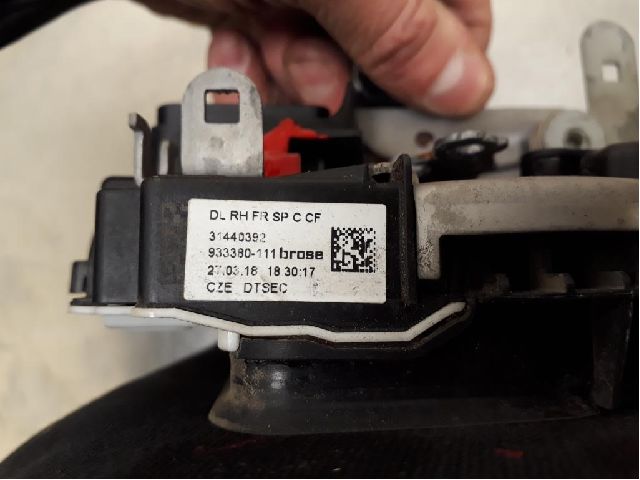 DL RH FR SP C CF
31440392
933380-111 brose
27.03.18 18:30:17
CZE DTSEC